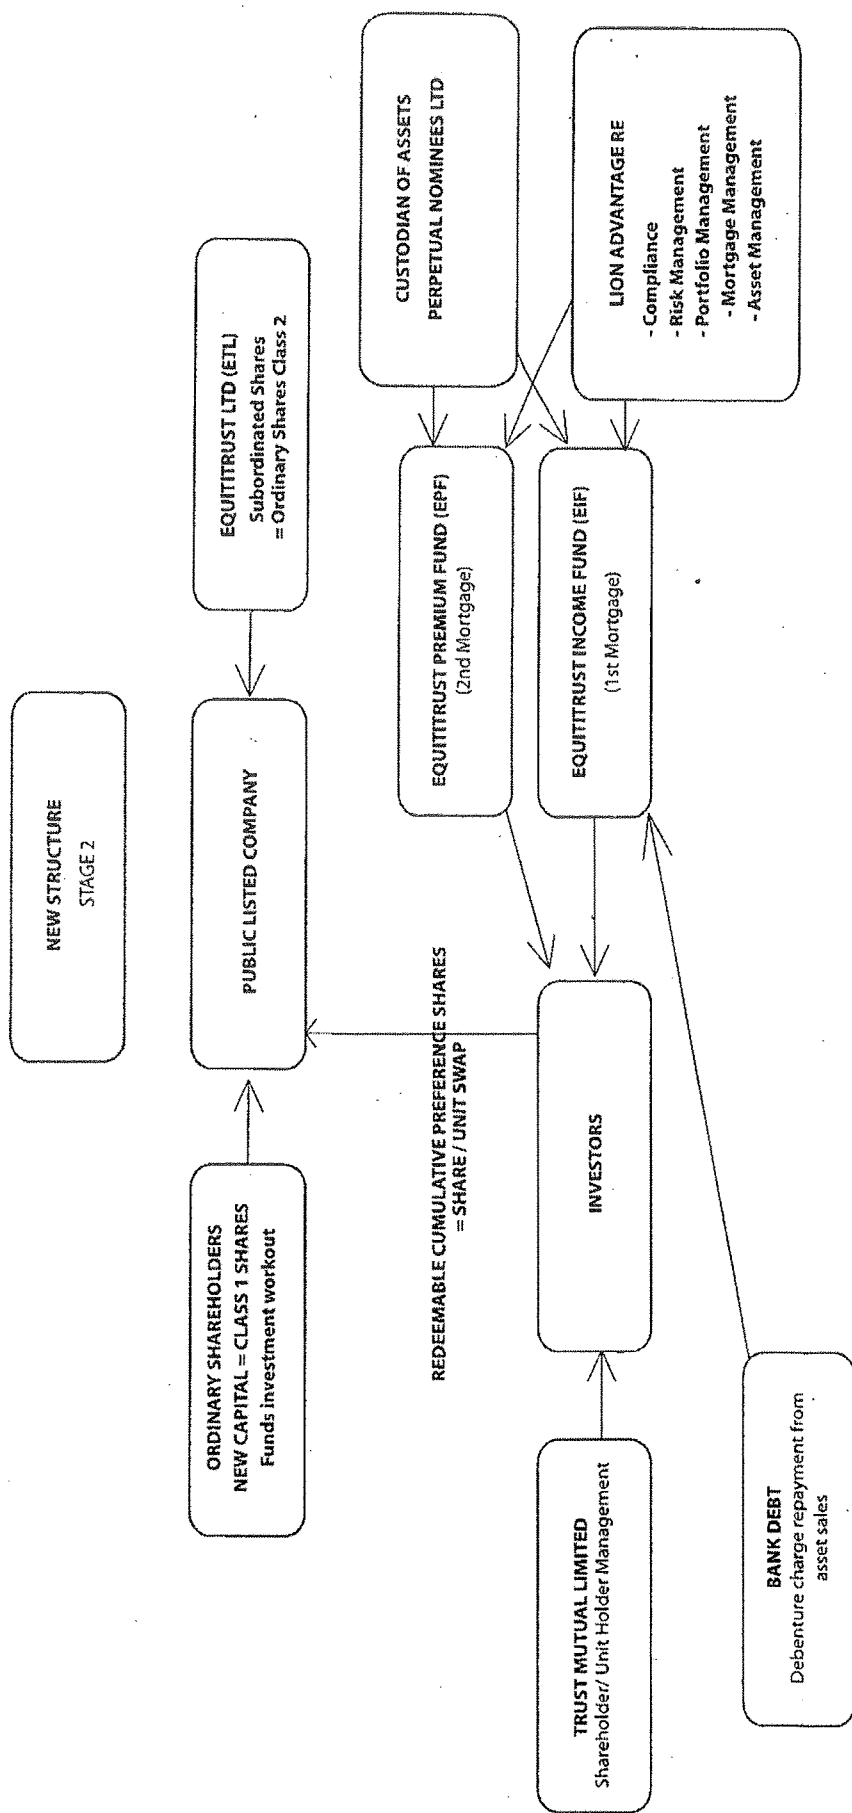 NEW STRUCTURE
STAGE 2
ORDINARY SHAREHOLDERS
NEW CAPITAL = CLASS 1 SHARES
Funds investment workout
PUBLIC LISTED COMPANY
EQUITITRUST LTD (ETL)
Subordinated Shares
= Ordinary Shares Class 2
REDEEMABLE CUMULATIVE PREFERENCE SHARES
= SHARE / UNIT SWAP
EQUITITRUST PREMIUM FUND (EPF)
(2nd Mortgage)
CUSTODIAN OF ASSETS
PERPETUAL NOMINEES LTD
TRUST MUTUAL LIMITED
Shareholder/ Unit Holder Management
INVESTORS
EQUITITRUST INCOME FUND (EIF)
(1st Mortgage)
LION ADVANTAGE RE
- Compliance
- Risk Management
- Portfolio Management
- Mortgage Management
- Asset Management
BANK DEBT
Debenture charge repayment from
asset sales